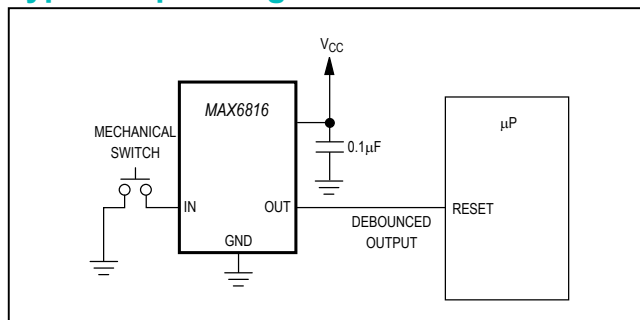 VCC
MAX6816
µP
MECHANICAL
SWITCH
0.1µF
IN
OUT
RESET
DEBOUNCED
OUTPUT
GND